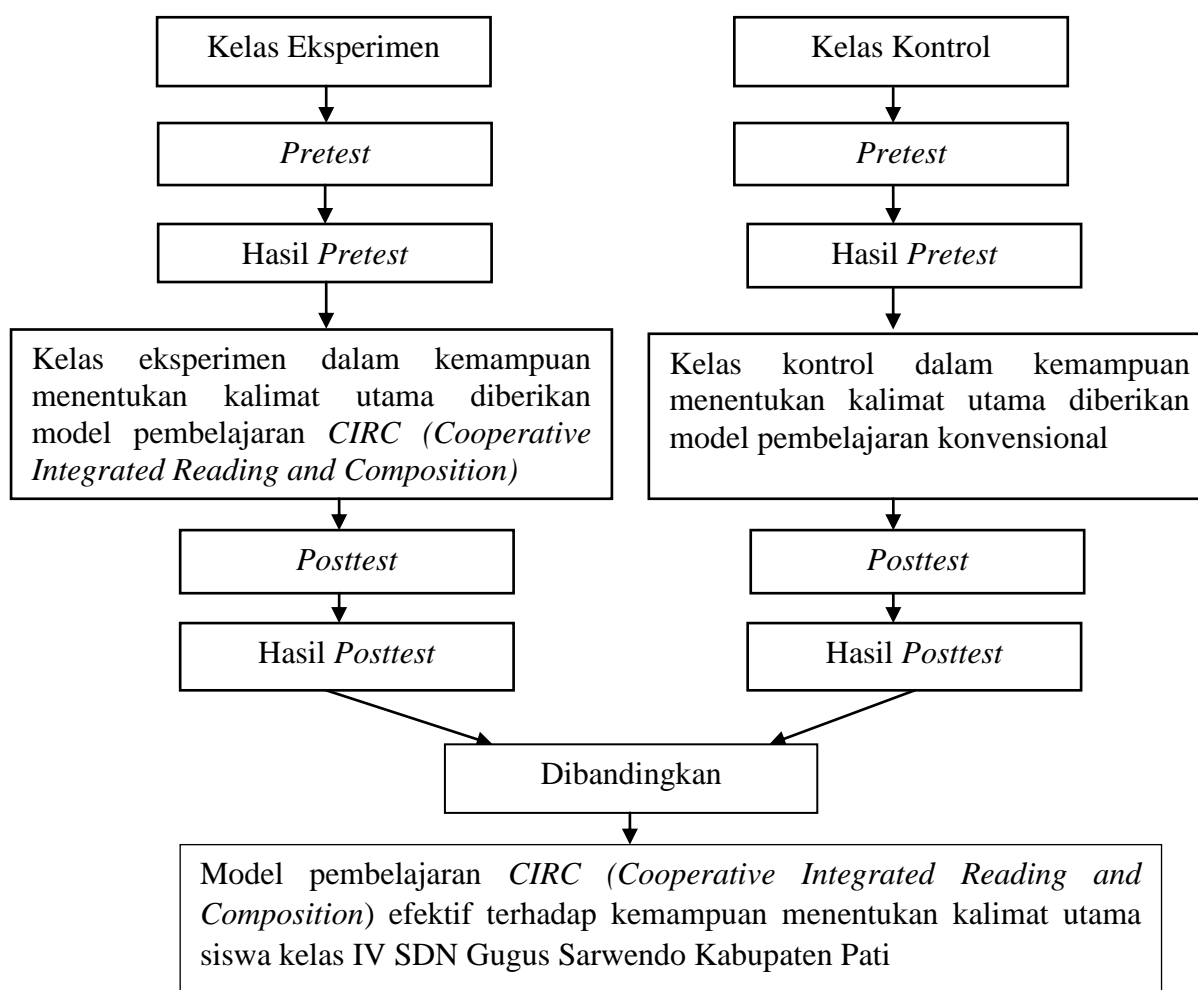 Kelas Eksperimen
Kelas Kontrol
Pretest
Pretest
Hasil Pretest
Hasil Pretest
Kelas eksperimen dalam kemampuan
menentukan kalimat utama diberikan
model pembelajaran CIRC (Cooperative
Integrated Reading and Composition)
Kelas kontrol dalam kemampuan
menentukan kalimat utama diberikan
model pembelajaran konvensional
Posttest
Posttest
Hasil Posttest
Hasil Posttest
Dibandingkan
Model pembelajaran CIRC (Cooperative Integrated Reading and
Composition) efektif terhadap kemampuan menentukan kalimat utama
siswa kelas IV SDN Gugus Sarwendo Kabupaten Pati